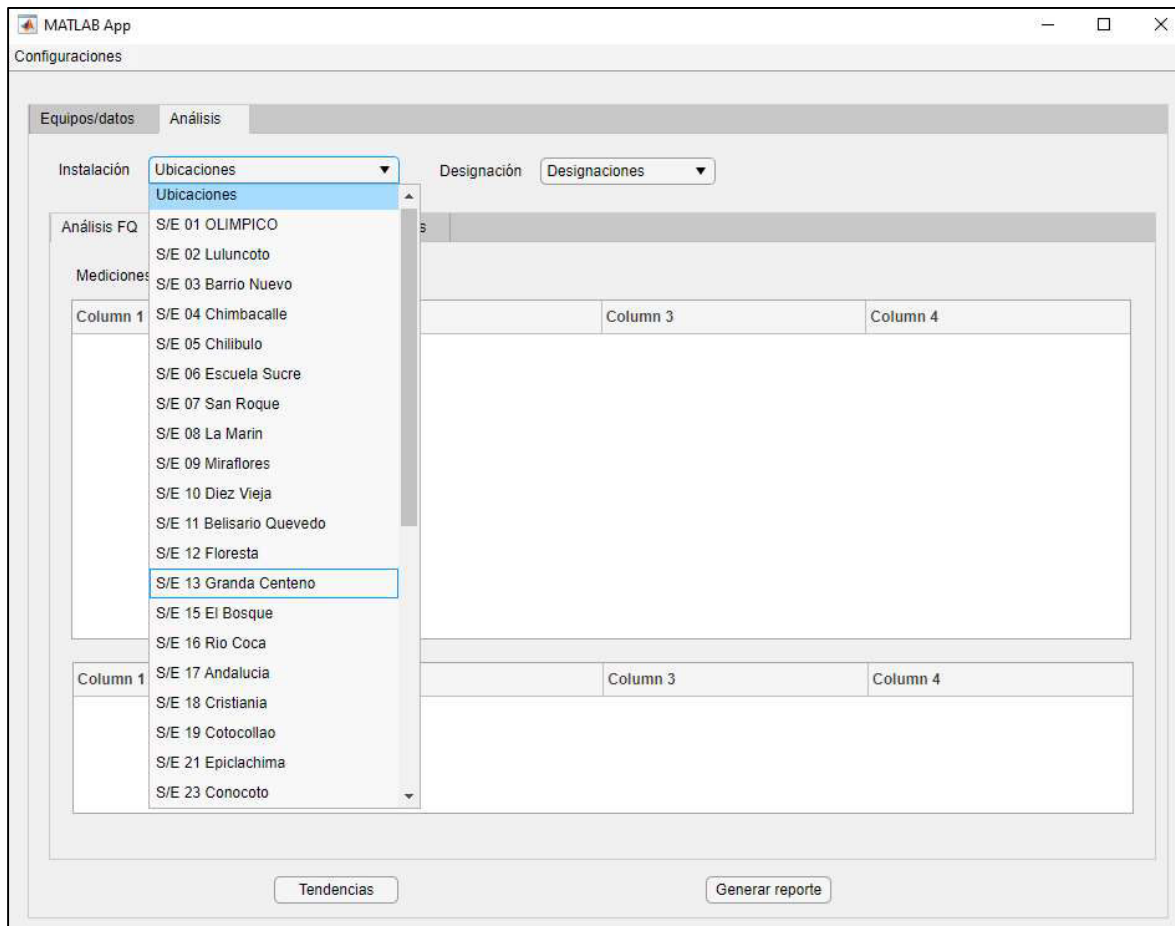 MATLAB App
Configuraciones
Equipos/datos Análisis
Instalación Ubicaciones Designación Designaciones
Ubicaciones
S/E 01 OLIMPICO
Análisis FQ s
S/E 02 Luluncoto
Mediciones
S/E 03 Barrio Nuevo
Column 1 S/E 04 Chimbacalle Column 3 Column 4
S/E 05 Chilibulo
S/E 06 Escuela Sucre
S/E 07 San Roque
S/E 08 La Marin
S/E 09 Miraflores
S/E 10 Diez Vieja
S/E 11 Belisario Quevedo
S/E 12 Floresta
S/E 13 Granda Centeno
S/E 15 El Bosque
S/E 16 Rio Coca
Column 1 S/E 17 Andalucia Column 3 Column 4
S/E 18 Cristiania
S/E 19 Cotocollao
S/E 21 Epiclachima
S/E 23 Conocoto
Tendencias Generar reporte